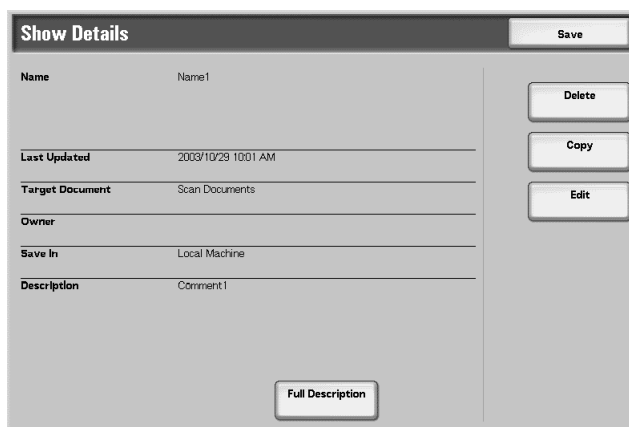 Show Details
Save
Name Name1
Delete
Copy
Last Updated 2003/10/29 10:01 AM
Target Document Scan Documents
Edit
Owner
Save In Local Machine
Description Comment1
Full Description